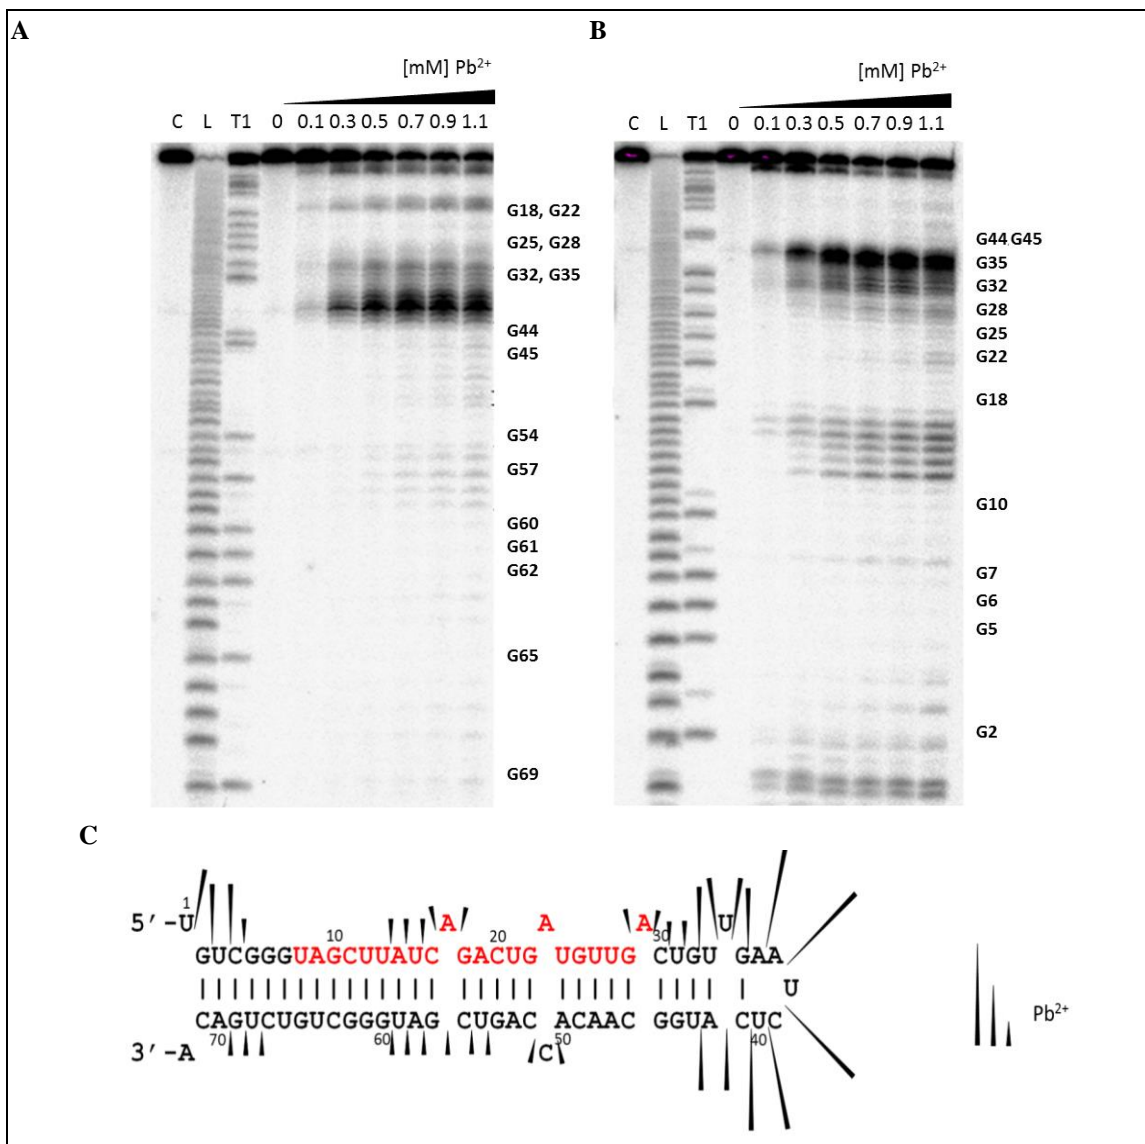 A
[mM] Pb2+
C L T1 0 0.1 0.3 0.5 0.7 0.9 1.1
G18, G22
G25, G28
G32, G35
G44
G45
G54
G57
G60
G61
G62
G65
G69
B
[mM] Pb2+
C L T1 0 0.1 0.3 0.5 0.7 0.9 1.1
G44 G45
G35
G32
G28
G25
G22
G18
G10
G7
G6
G5
G2
C
1
5′-U A A A U
10 20 30
GUCGGGUAGCUUAUC GACUG UGUUG CUGU GAA
U
CAGUCUGUCGGGUAG CUGAC ACAAC GGUA CUC
70 60 50 40
3′-A C
Pb2+